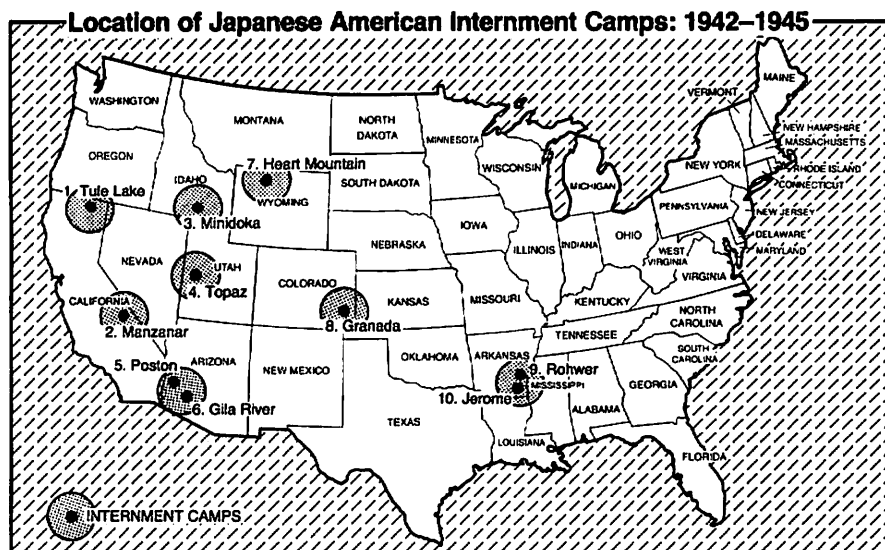 Location of Japanese American Internment Camps: 1942–1945
WASHINGTON
MONTANA
NORTH
DAKOTA
MINNESOTA
VERMONT
MAINE
NEW HAMPSHIRE
MASSACHUSETTS
OREGON
IDAHO
7. Heart Mountain
WYOMING
SOUTH DAKOTA
WISCONSIN
MICHIGAN
NEW YORK
RHODE ISLAND
CONNECTICUT
1. Tule Lake
3. Minidoka
IOWA
PENNSYLVANIA
NEW JERSEY
NEBRASKA
ILLINOIS
INDIANA
OHIO
DELAWARE
MARYLAND
NEVADA
UTAH
4. Topaz
COLORADO
KANSAS
MISSOURI
WEST
VIRGINIA
VIRGINIA
KENTUCKY
CALIFORNIA
2. Manzanar
8. Granada
NORTH
CAROLINA
TENNESSEE
5. Poston
ARIZONA
NEW MEXICO
OKLAHOMA
ARKANSAS
9. Rohwer
SOUTH
CAROLINA
6. Gila River
MISSISSIPPI
10. Jerome
GEORGIA
ALABAMA
TEXAS
LOUISIANA
FLORIDA
INTERNMENT CAMPS